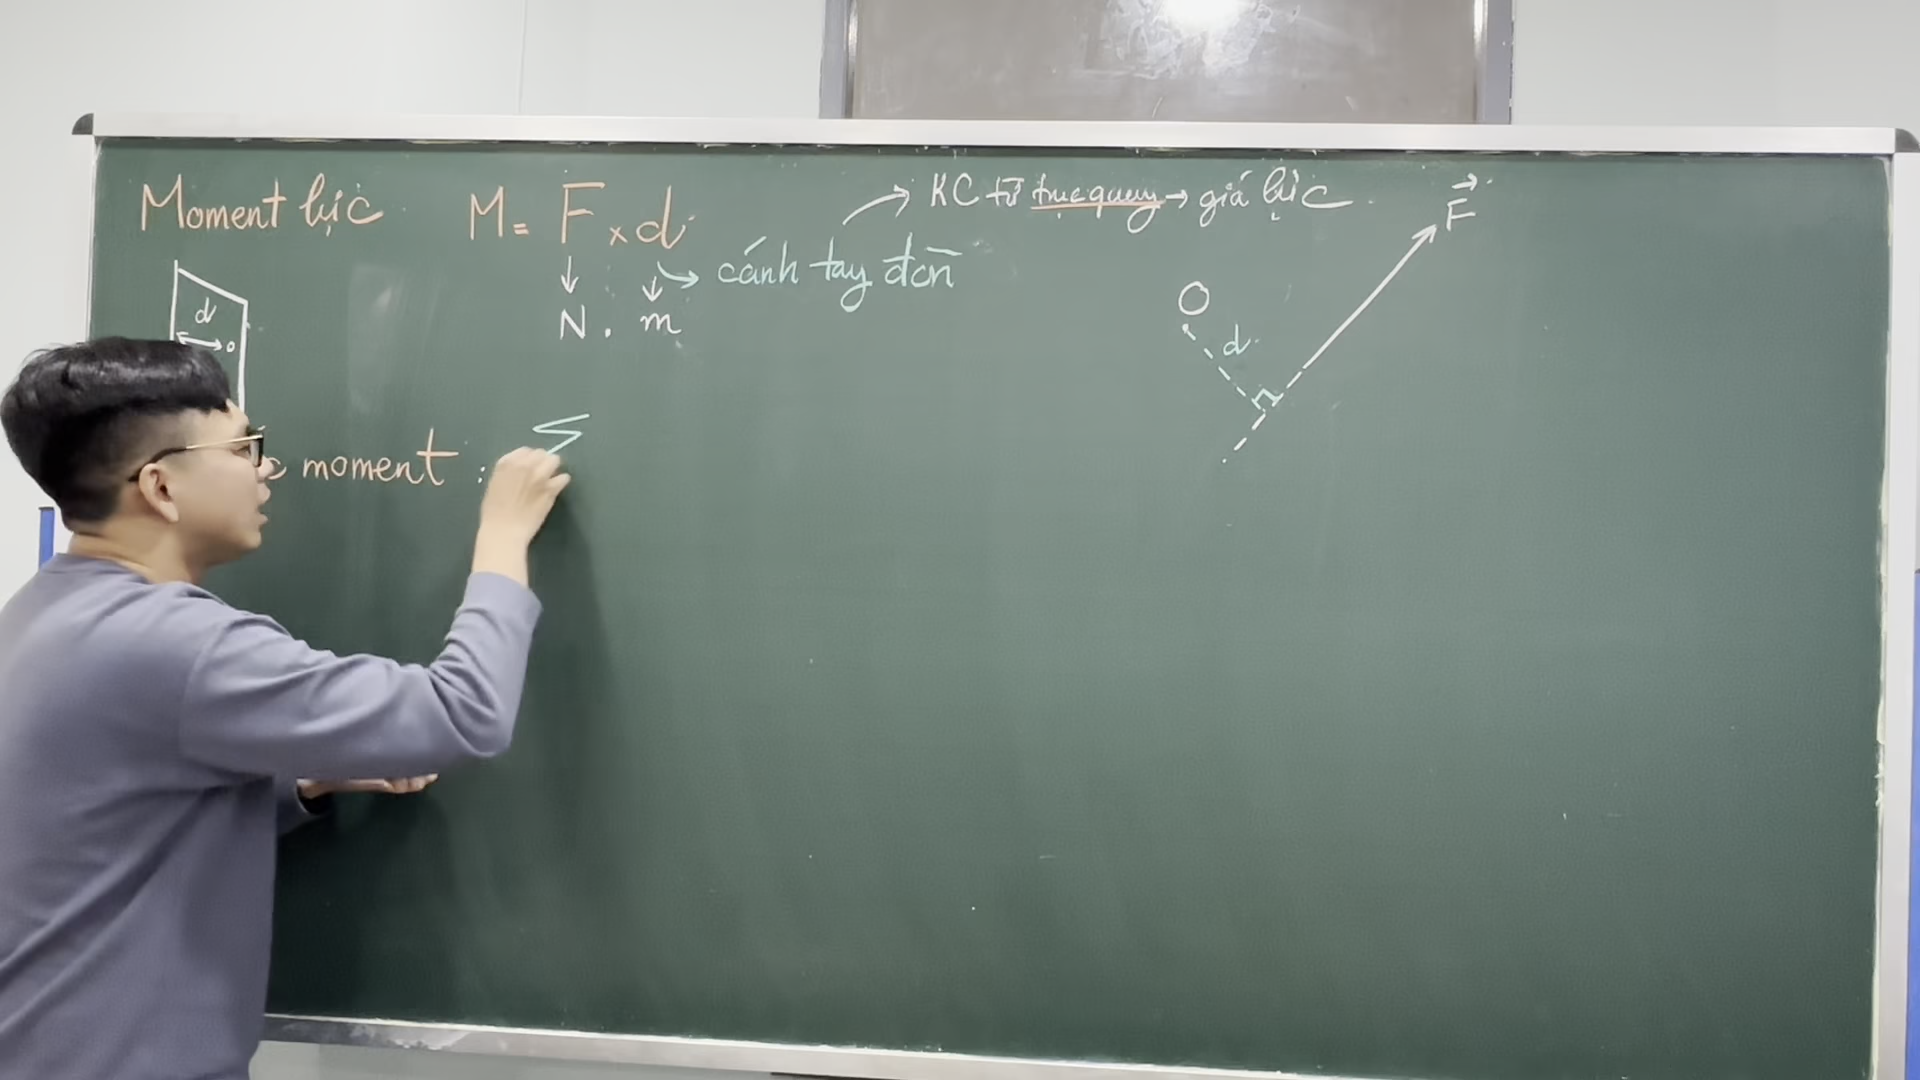 Moment lực M = F x d → KC từ trục quay → giá lực
↓ ↓ → cánh tay đòn
N . m
d
O
d
F
moment :